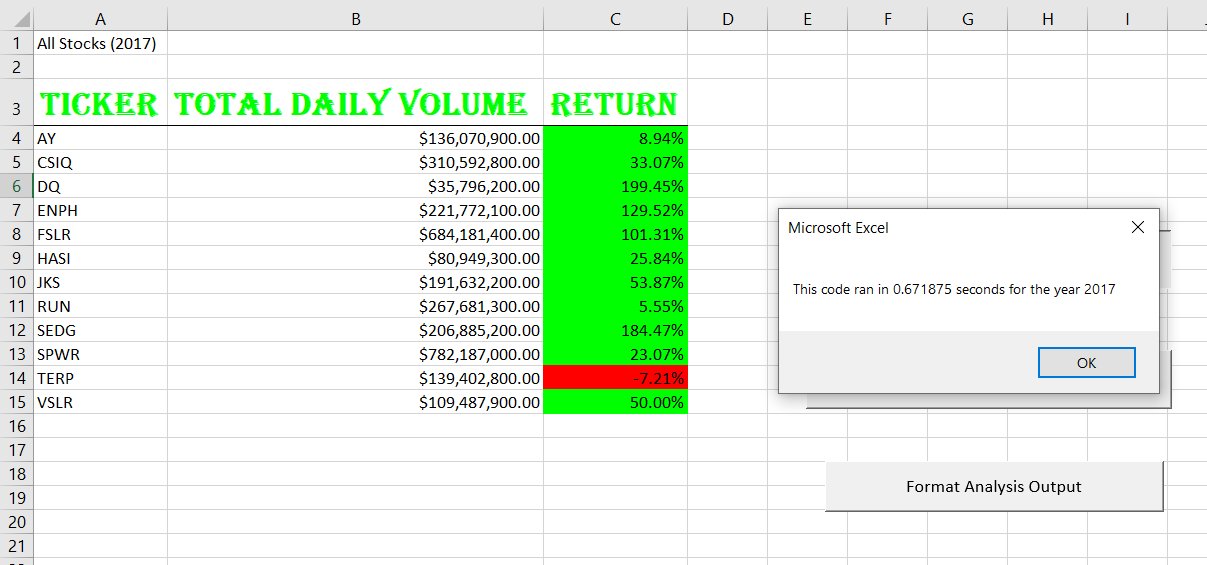 A B C D E F G H I
1 All Stocks (2017)
2
3 TICKER TOTAL DAILY VOLUME RETURN
4 AY $136,070,900.00 8.94%
5 CSIQ $310,592,800.00 33.07%
6 DQ $35,796,200.00 199.45%
7 ENPH $221,772,100.00 129.52%
8 FSLR $684,181,400.00 101.31%
9 HASI $80,949,300.00 25.84%
10 JKS $191,632,200.00 53.87%
11 RUN $267,681,300.00 5.55%
12 SEDG $206,885,200.00 184.47%
13 SPWR $782,187,000.00 23.07%
14 TERP $139,402,800.00 -7.21%
15 VSLR $109,487,900.00 50.00%
16
17
18
19
20
21
Microsoft Excel
This code ran in 0.671875 seconds for the year 2017
OK
Format Analysis Output